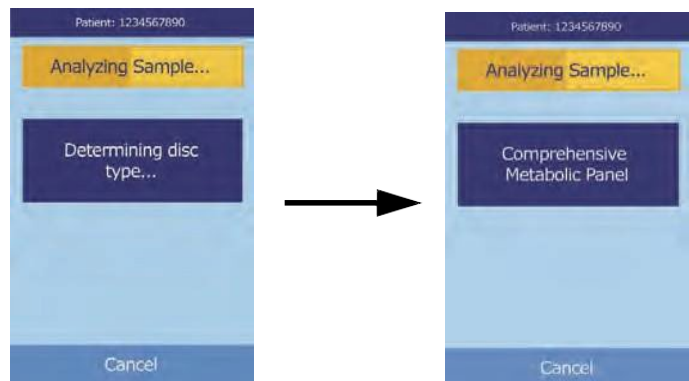 Patient: 1234567890
Analyzing Sample...
Determining disc
type...
Cancel
Patient: 1234567890
Analyzing Sample...
Comprehensive
Metabolic Panel
Cancel